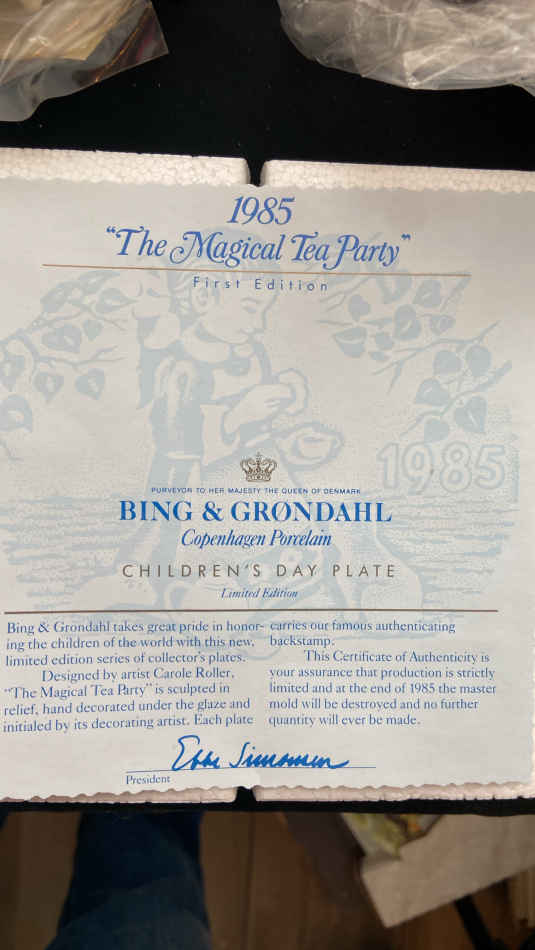 1985
“The Magical Tea Party”
First Edition
1985
PURVEYOR TO HER MAJESTY THE QUEEN OF DENMARK
BING & GRØNDAHL
Copenhagen Porcelain
CHILDREN'S DAY PLATE
Limited Edition
Bing & Grondahl takes great pride in honor-
ing the children of the world with this new,
limited edition series of collector's plates.
Designed by artist Carole Roller,
“The Magical Tea Party” is sculpted in
relief, hand decorated under the glaze and
initialed by its decorating artist. Each plate
carries out famous authenticating
backstamp.
This Certificate of Authenticity is
your assurance that production is strictly
limited and at the end of 1985 the master
mold will be destroyed and no further
quantity will ever be made.
Ebbe Simonsen
President